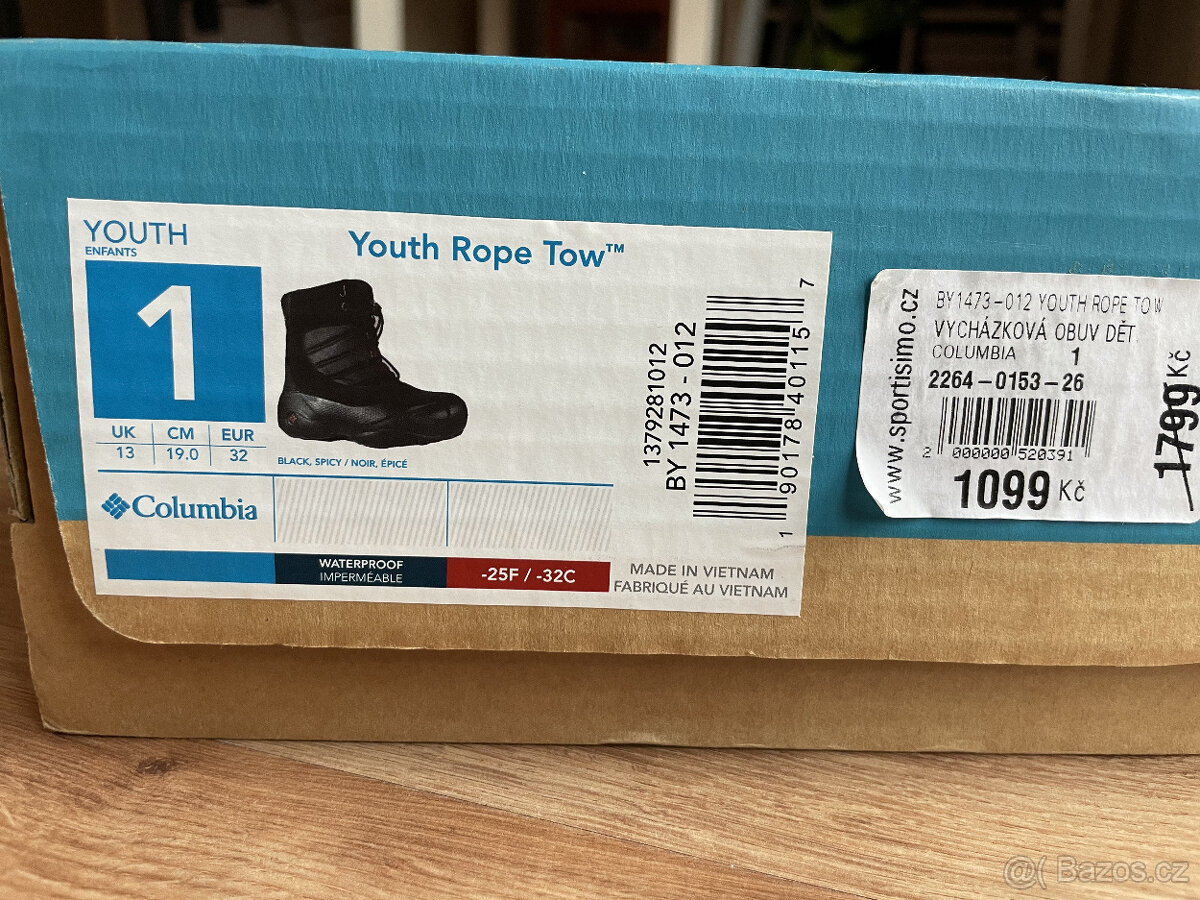 YOUTH
ENFANTS
1
UK CM EUR
13 19.0 32
Youth Rope Tow™
BLACK, SPICY / NOIR, ÉPICÉ
Columbia
WATERPROOF
IMPERMÉABLE
-25F / -32C
1379281012
BY 1473 - 012
1 90178 40115 7
MADE IN VIETNAM
FABRIQUÉ AU VIETNAM
www.sportisimo.cz
BY1473-012 YOUTH ROPE TOW
VYCHÁZKOVÁ OBUV DĚT.
COLUMBIA 1
2264-0153-26
2 000000 520391
1099 Kč
1799 Kč
@( Bazos.cz